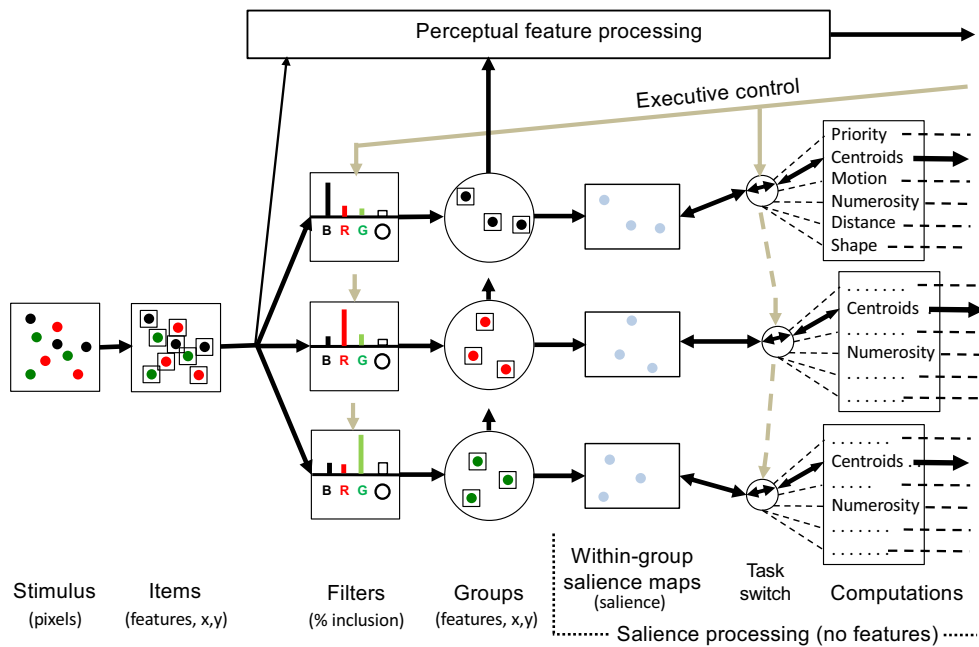 Perceptual feature processing
Executive control
Priority
Centroids
Motion
Numerosity
Distance
Shape
B R G
Centroids
Numerosity
B R G
Centroids
Numerosity
B R G
Stimulus
(pixels)
Items
(features, x,y)
Filters
(% inclusion)
Groups
(features, x,y)
Within-group
salience maps
(salience)
Task
switch
Computations
Salience processing (no features)